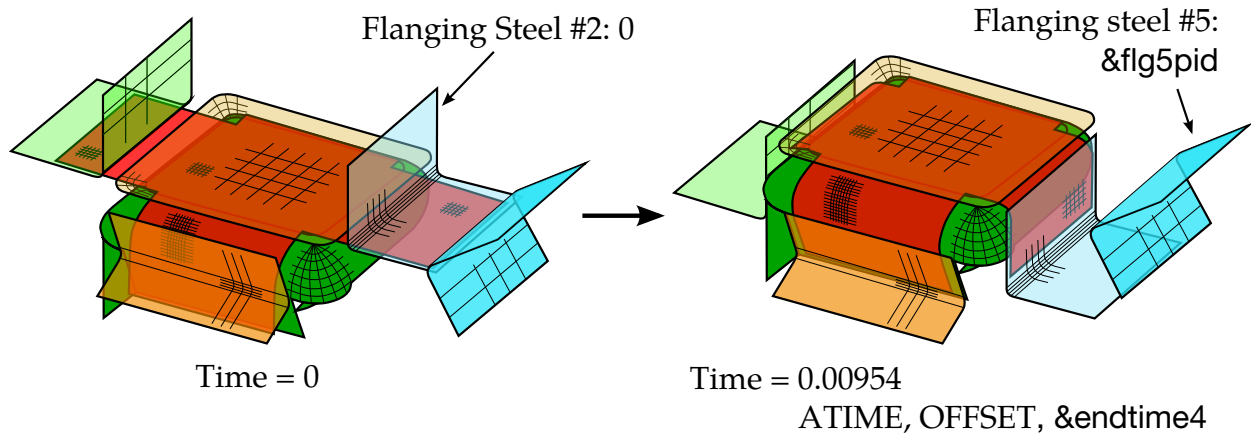 Flanging Steel #2: 0
Flanging steel #5:
&flg5pid
Time = 0
Time = 0.00954
ATIME, OFFSET, &endtime4